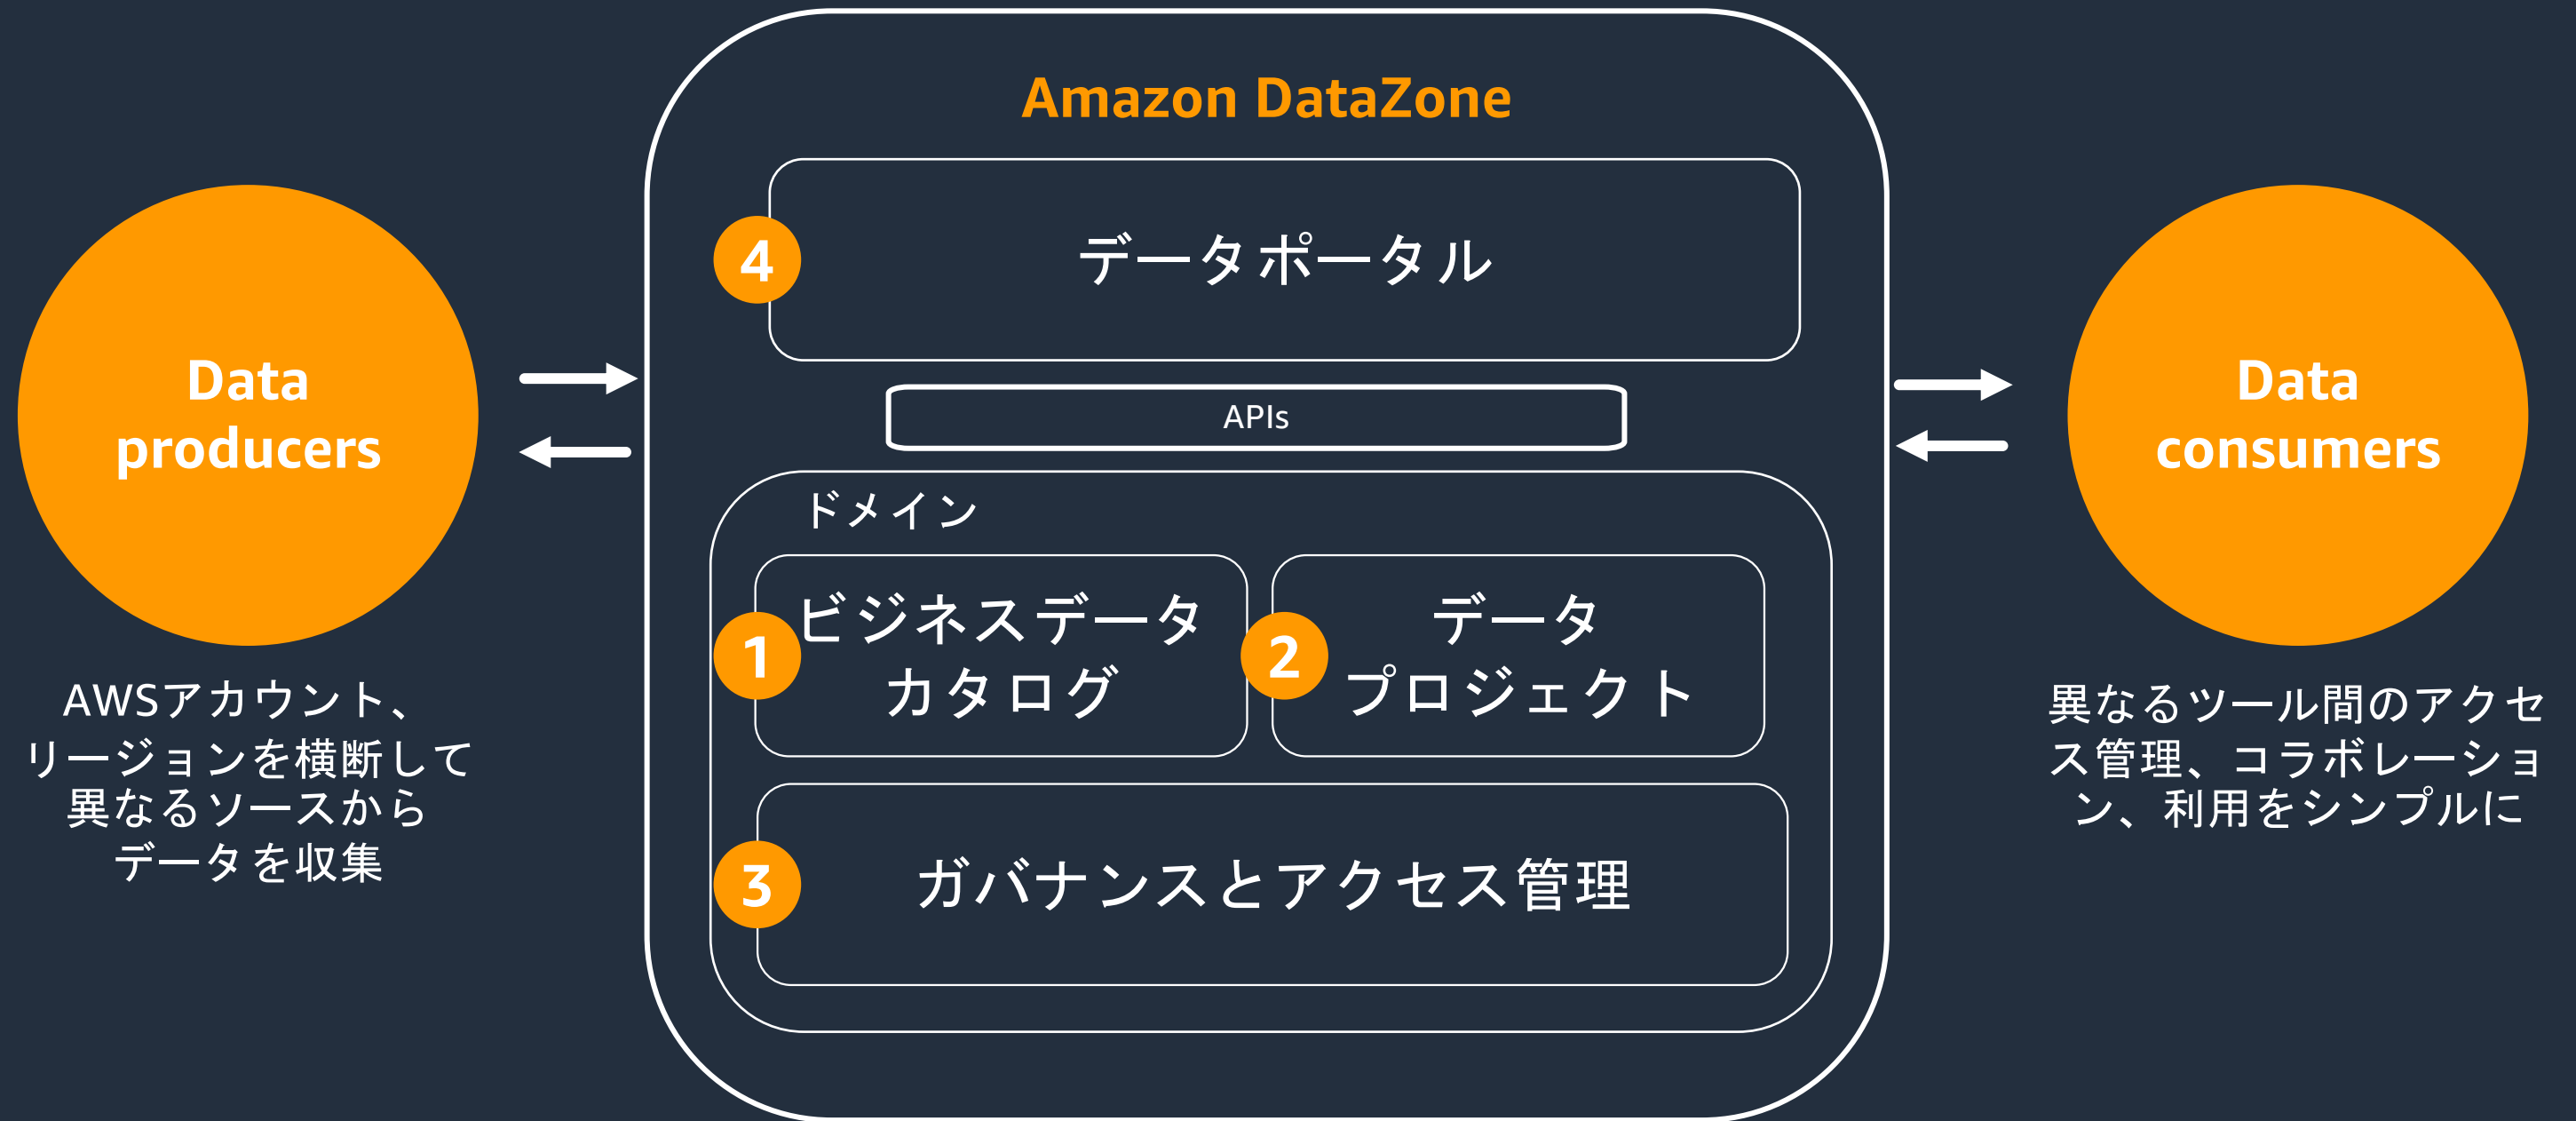 Amazon DataZone
4
データポータル
APIs
ドメイン
1
ビジネスデータ
カタログ
2
データ
プロジェクト
3
ガバナンスとアクセス管理
Data
producers
AWSアカウント、
リージョンを横断して
異なるソースから
データを収集
Data
consumers
異なるツール間のアクセ
ス管理、コラボレーショ
ン、利用をシンプルに